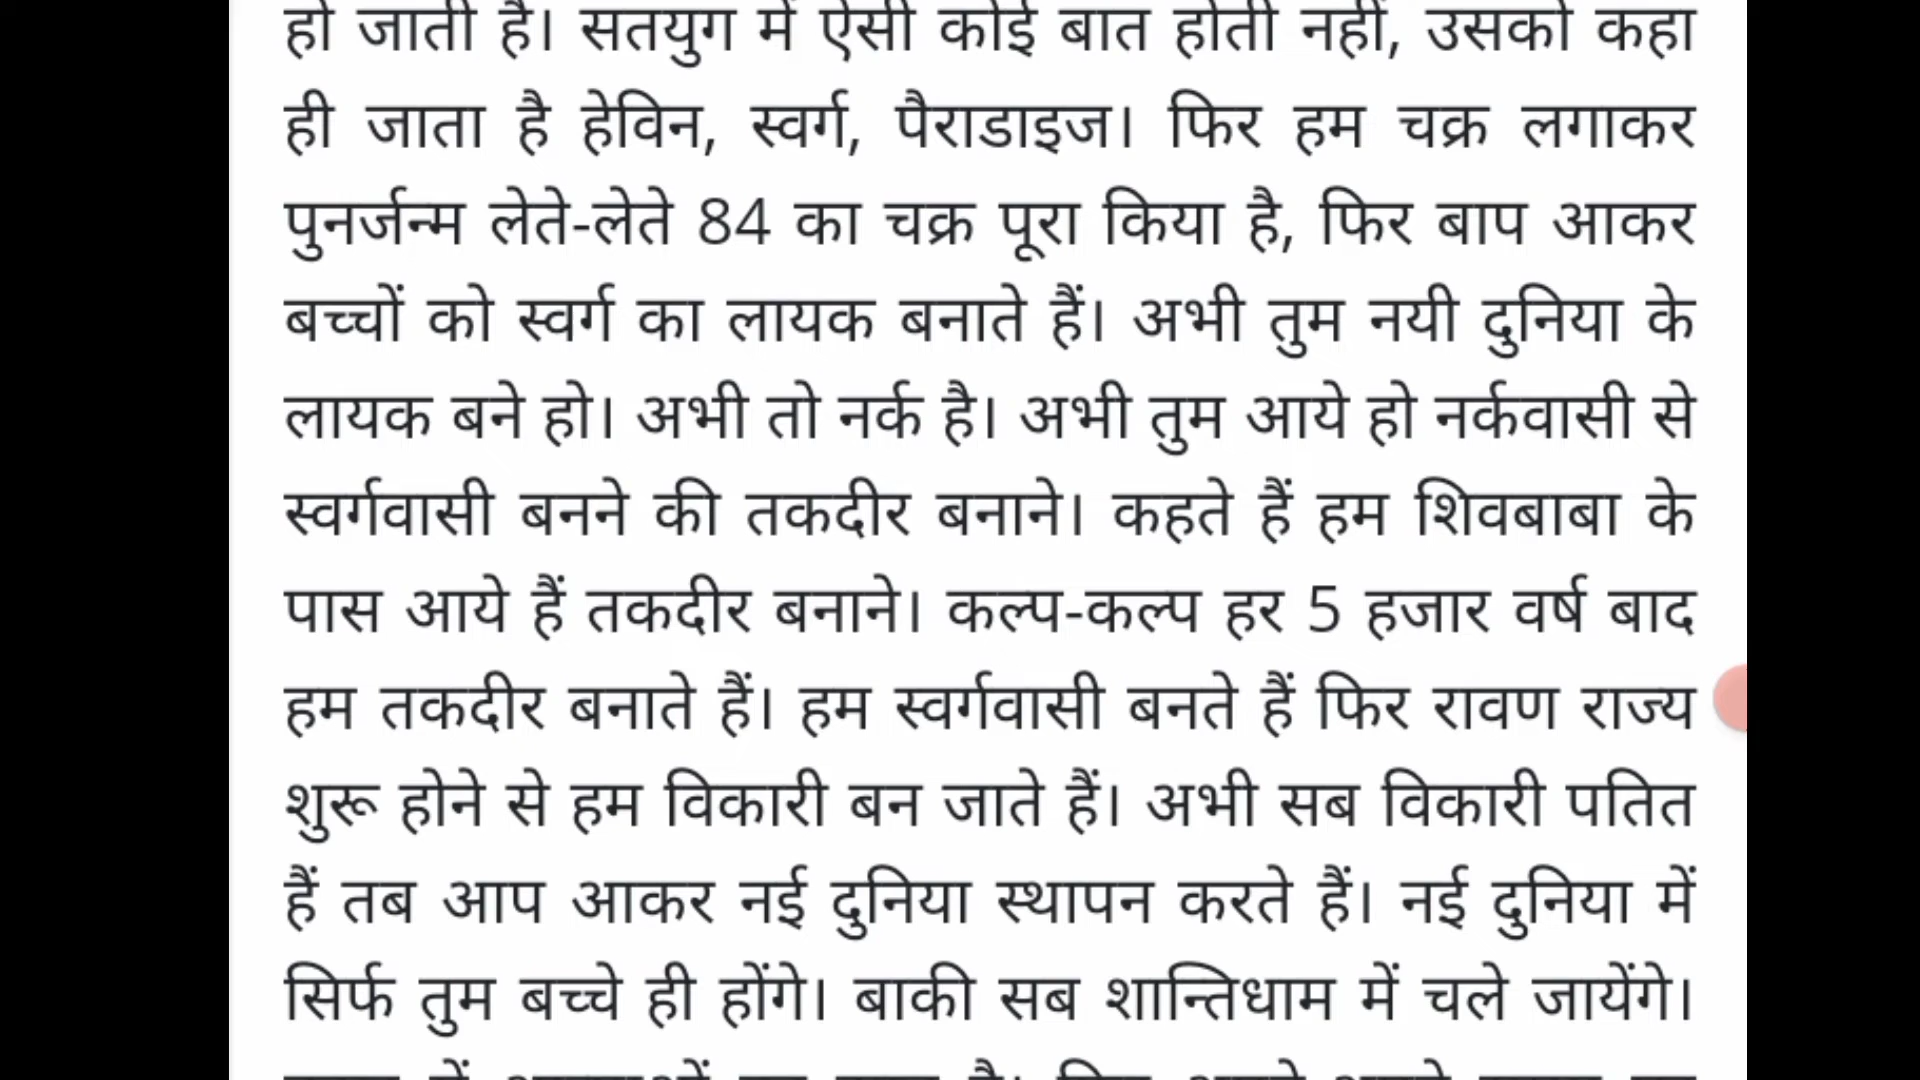 हो जाती है। सतयुग में ऐसी कोई बात होती नहीं, उसको कहा
ही जाता है हेविन, स्वर्ग, पैराडाइज। फिर हम चक्र लगाकर
पुनर्जन्म लेते-लेते 84 का चक्र पूरा किया है, फिर बाप आकर
बच्चों को स्वर्ग का लायक बनाते हैं। अभी तुम नयी दुनिया के
लायक बने हो। अभी तो नर्क है। अभी तुम आये हो नर्कवासी से
स्वर्गवासी बनने की तकदीर बनाने। कहते हैं हम शिवबाबा के
पास आये हैं तकदीर बनाने। कल्प-कल्प हर 5 हजार वर्ष बाद
हम तकदीर बनाते हैं। हम स्वर्गवासी बनते हैं फिर रावण राज्य
शुरू होने से हम विकारी बन जाते हैं। अभी सब विकारी पतित
हैं तब आप आकर नई दुनिया स्थापन करते हैं। नई दुनिया में
सिर्फ तुम बच्चे ही होंगे। बाकी सब शान्तिधाम में चले जायेंगे।